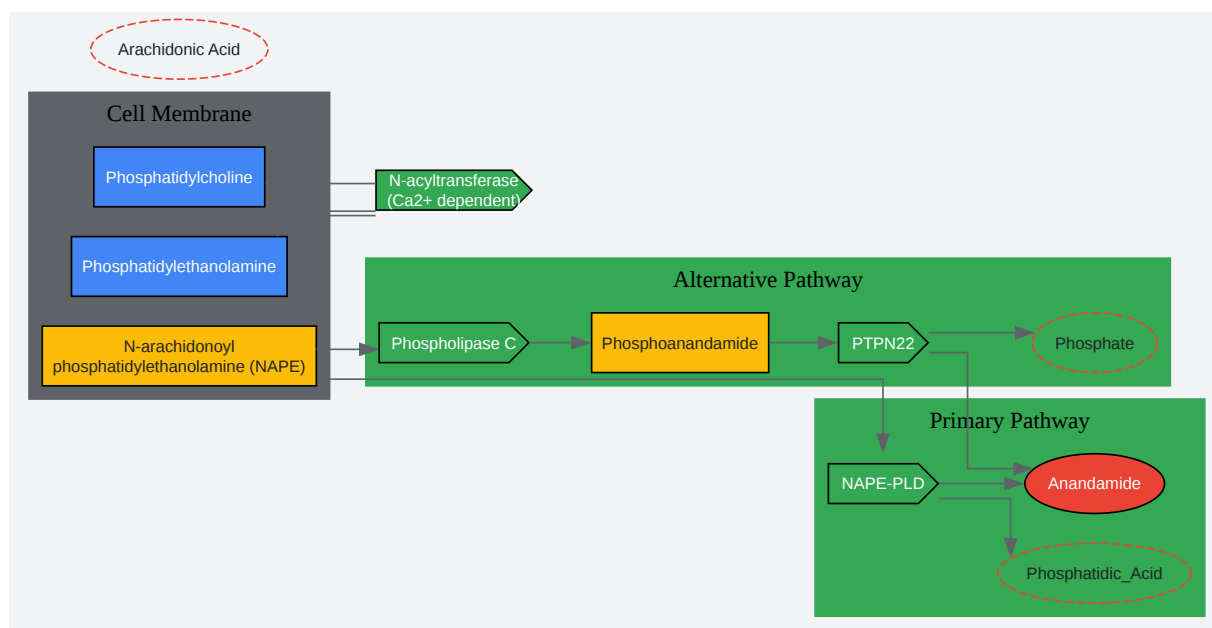 Arachidonic Acid
Cell Membrane
Phosphatidylcholine
N-acyltransferase
(Ca2+ dependent)
Phosphatidylethanolamine
Alternative Pathway
N-arachidonoyl
phosphatidylethanolamine (NAPE)
Phospholipase C
Phosphoanandamide
PTPN22
Phosphate
Primary Pathway
NAPE-PLD
Anandamide
Phosphatidic_Acid